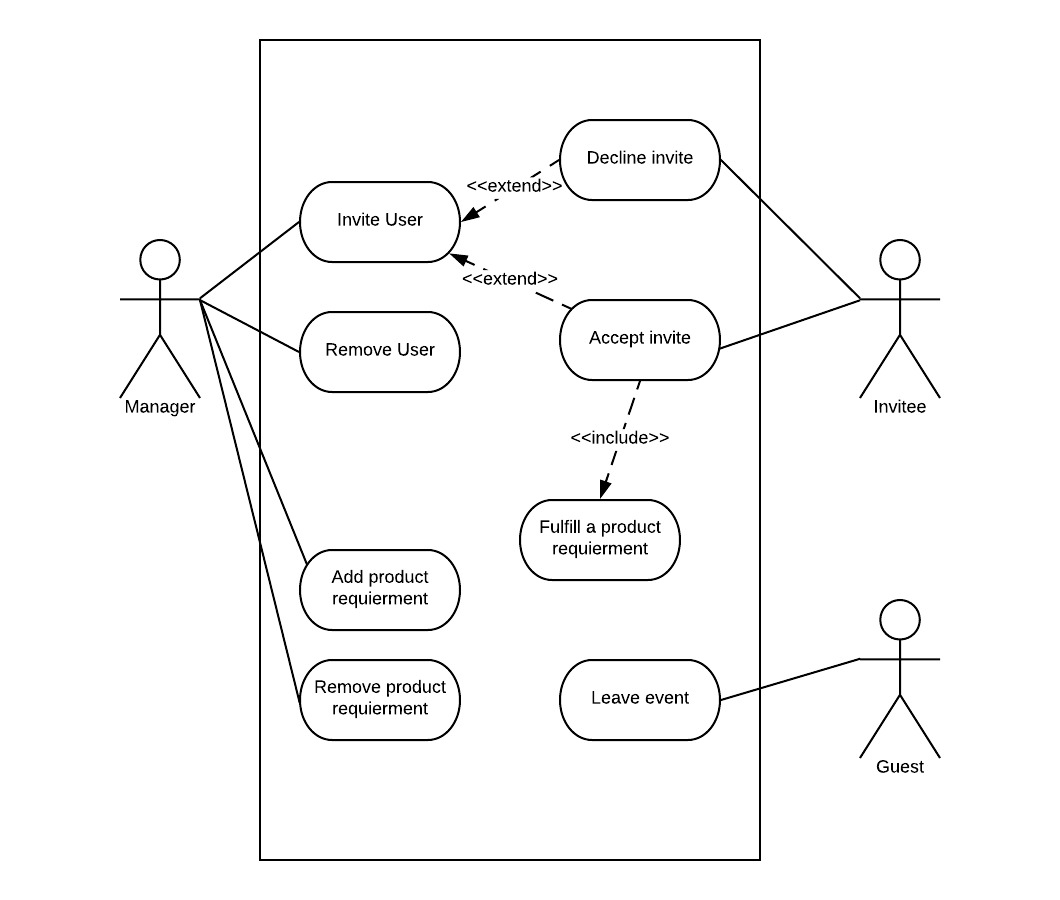 Decline invite
<<extend>>
Invite User
<<extend>>
Accept invite
Remove User
Manager
Invitee
<<include>>
Fulfill a product
requierment
Add product
requierment
Remove product
requierment
Leave event
Guest